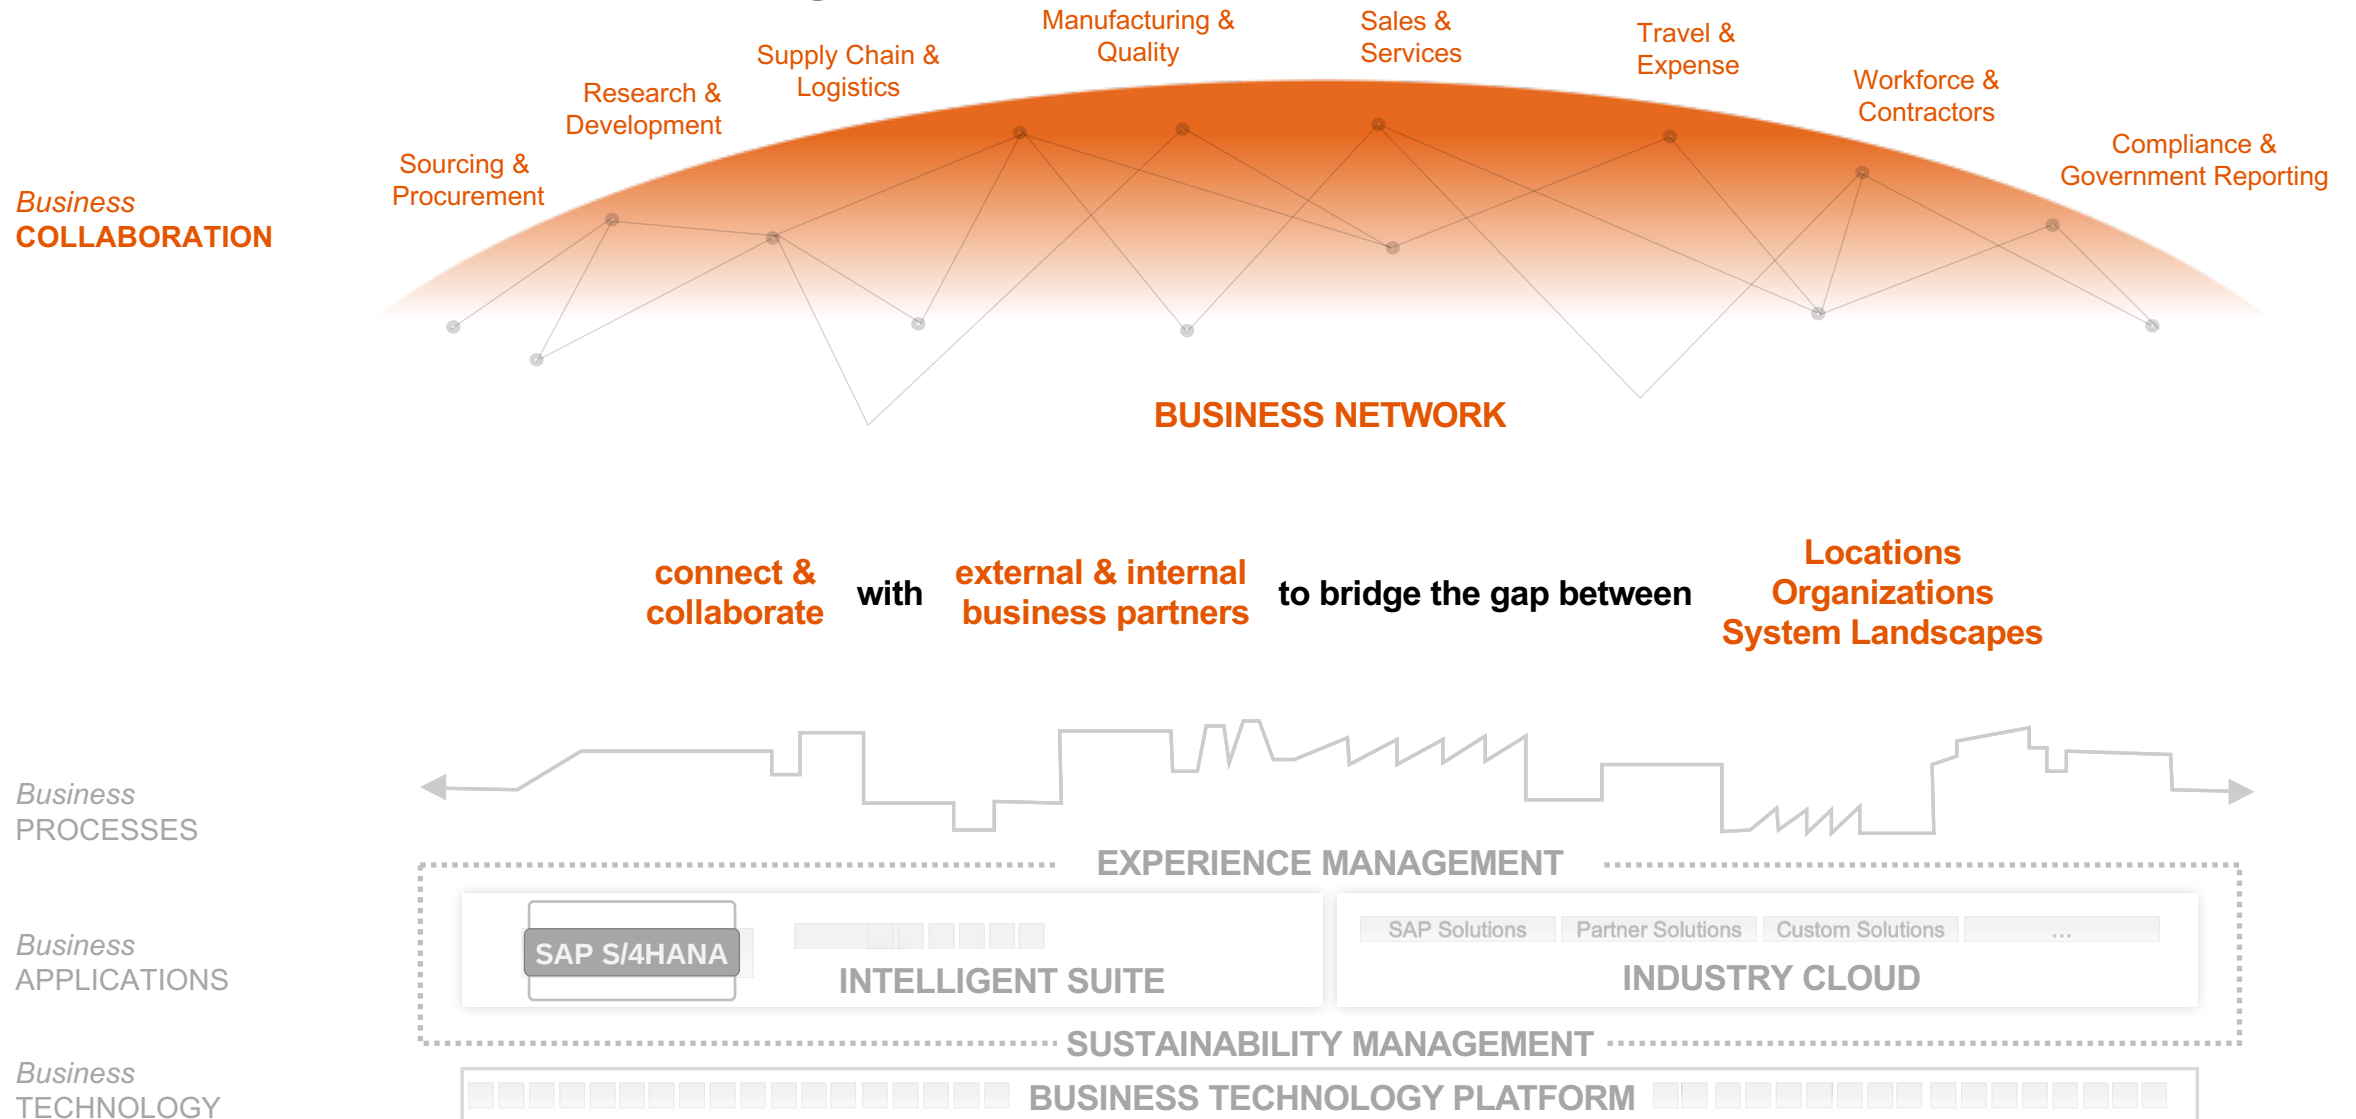 Manufacturing &
Quality
Sales &
Services
Travel &
Expense
Supply Chain &
Logistics
Workforce &
Contractors
Research &
Development
Compliance &
Government Reporting
Sourcing &
Procurement
Business
COLLABORATION
BUSINESS NETWORK
connect &
collaborate
with
external & internal
business partners
to bridge the gap between
Locations
Organizations
System Landscapes
Business
PROCESSES
EXPERIENCE MANAGEMENT
Business
APPLICATIONS
SAP S/4HANA
INTELLIGENT SUITE
SAP Solutions
Partner Solutions
Custom Solutions
...
INDUSTRY CLOUD
SUSTAINABILITY MANAGEMENT
Business
TECHNOLOGY
BUSINESS TECHNOLOGY PLATFORM